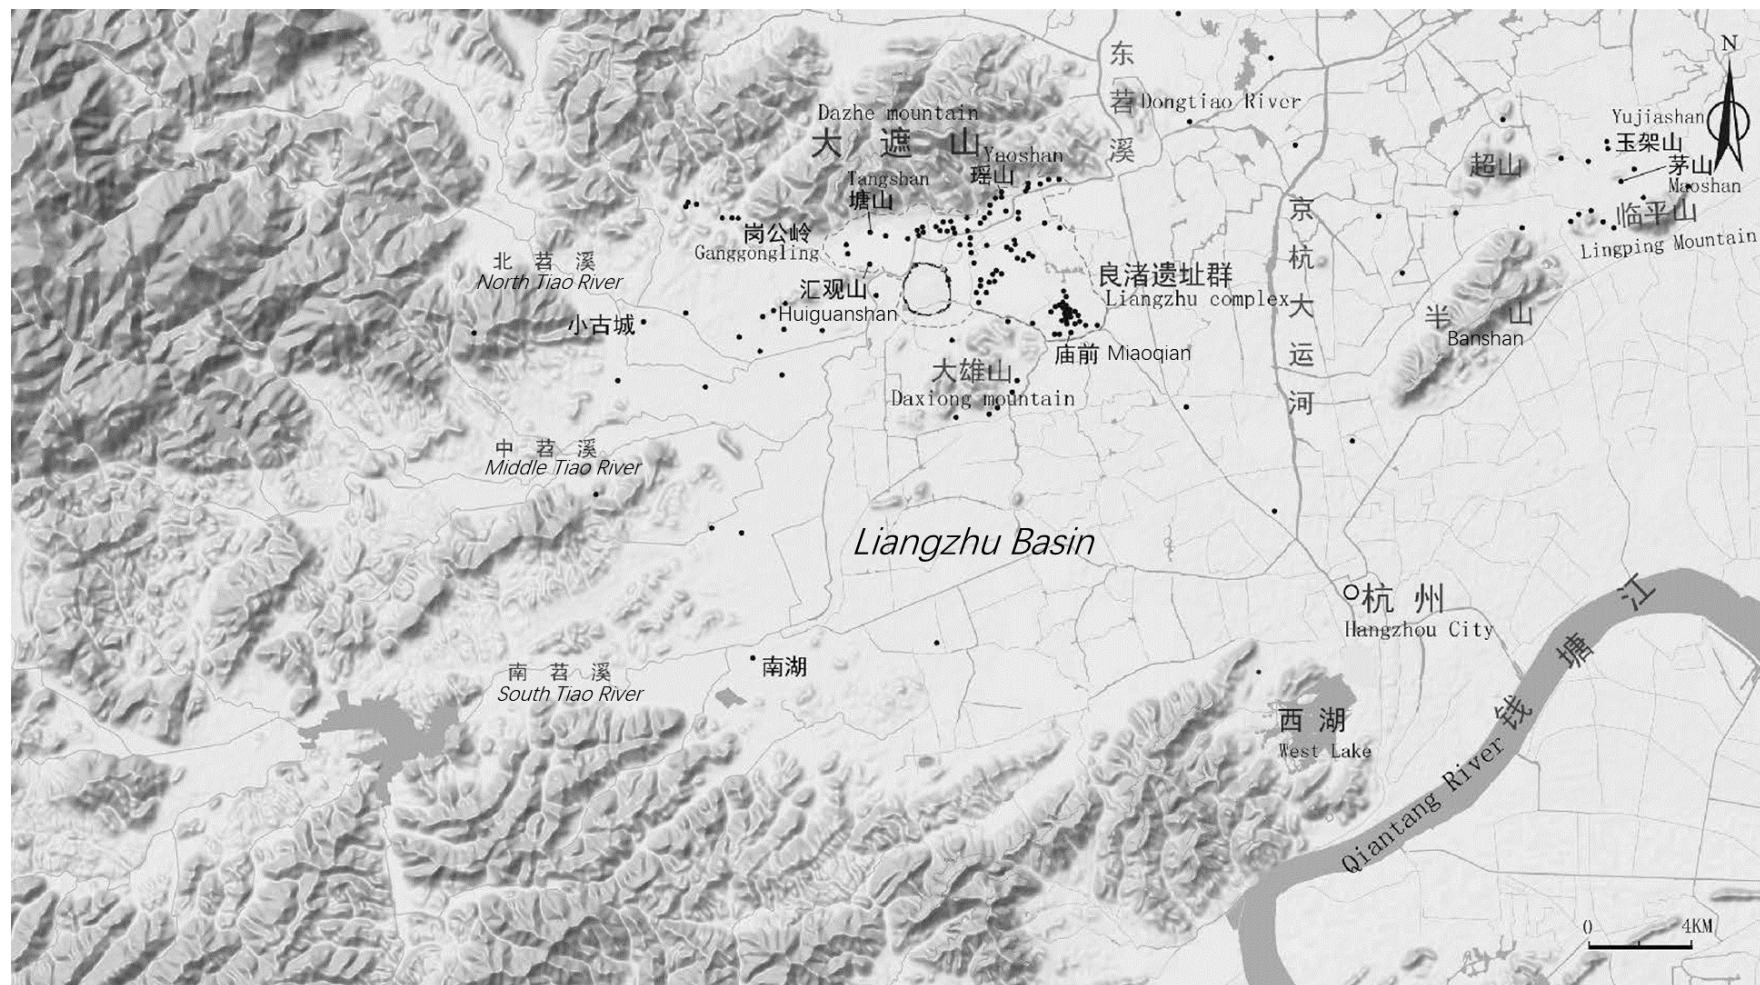 N
东苕溪
Dongtiao River
Dazhe mountain
大 遮 山
Yaoshan
瑶山
Tangshan
塘山
Yujiashan
玉架山
茅山
Maoshan
超山
临平山
Lingping Mountain
岗公岭
Ganggongling
北 苕 溪
North Tiao River
京杭大运河
良渚遗址群
Liangzhu complex
汇观山
Huiguanshan
小古城
半 山
Banshan
庙前 Miaoqian
大雄山
Daxiong mountain
中 苕 溪
Middle Tiao River
Liangzhu Basin
杭 州
Hangzhou City
南湖
南 苕 溪
South Tiao River
西 湖
West Lake
钱 塘 江
Qiantang River
0 4KM